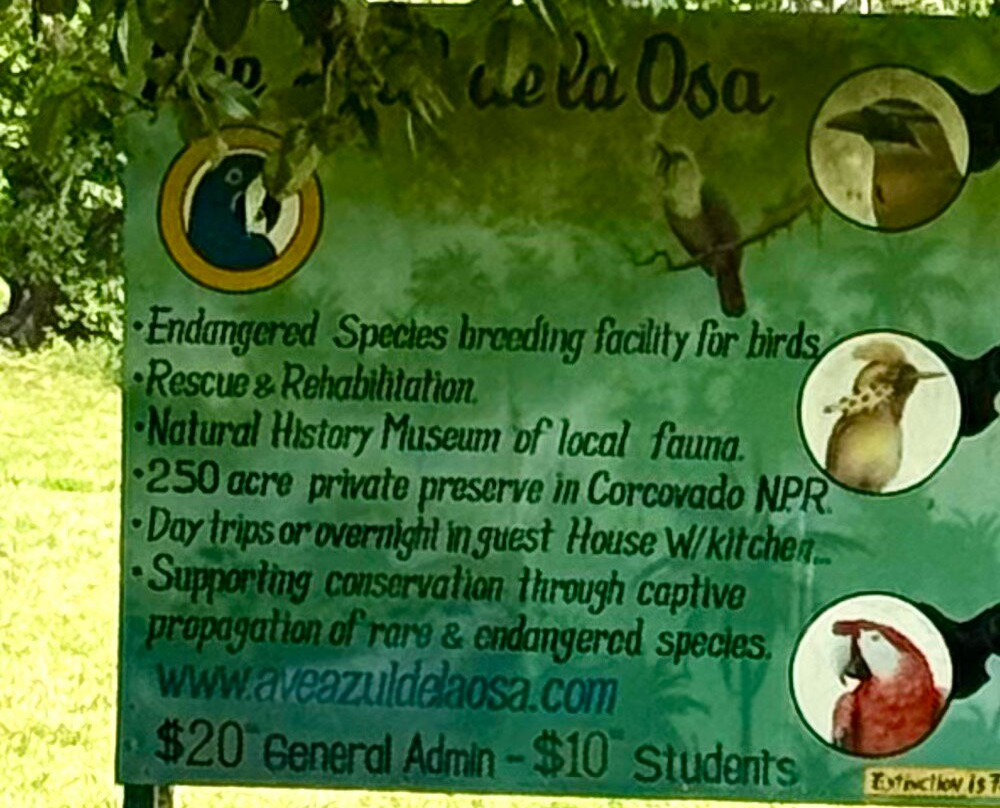 de la Osa
• Endangered Species breeding facility for birds
• Rescue & Rehabilitation.
• Natural History Museum of local fauna.
• 250 acre private preserve in Corcovado N.P.R.
• Day trips or overnight in guest House W/kitchen...
• Supporting conservation through captive
propagation of rare & endangered species.
www.aveazuldelaosa.com
$20 General Admin - $10 Students
Extinction is